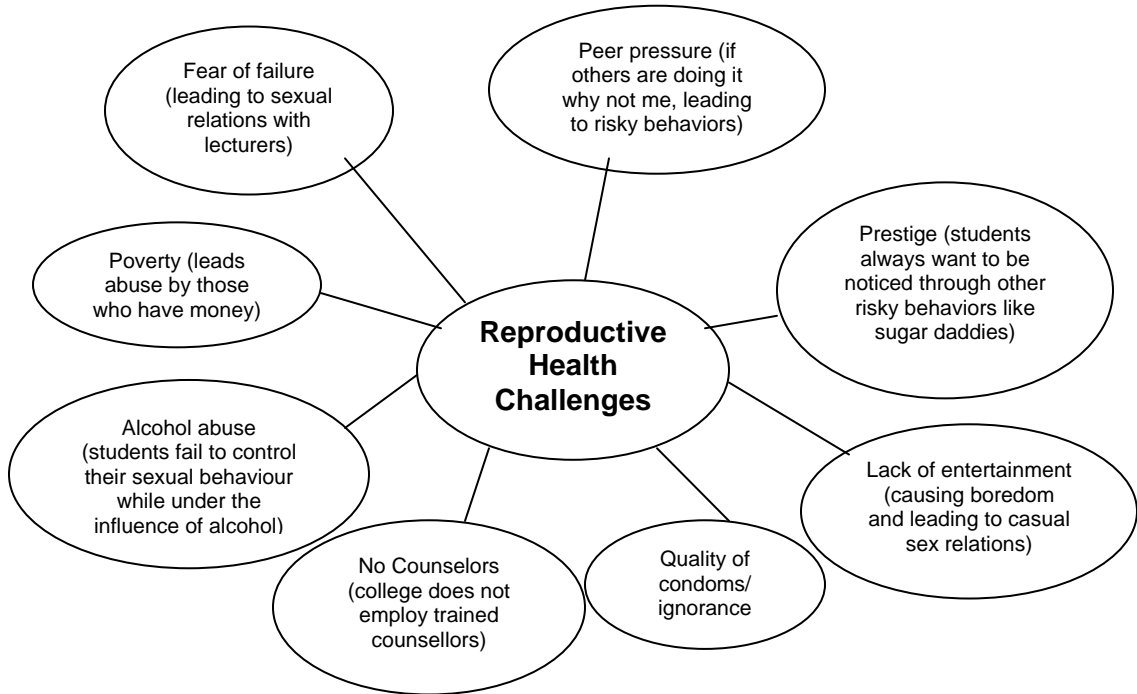 Fear of failure
(leading to sexual
relations with
lecturers)
Peer pressure (if
others are doing it
why not me, leading
to risky behaviors)
Poverty (leads
abuse by those
who have money)
Prestige (students
always want to be
noticed through other
risky behaviors like
sugar daddies)
Reproductive
Health
Challenges
Alcohol abuse
(students fail to control
their sexual behaviour
while under the
influence of alcohol)
Lack of entertainment
(causing boredom
and leading to casual
sex relations)
No Counselors
(college does not
employ trained
counsellors)
Quality of
condoms/
ignorance